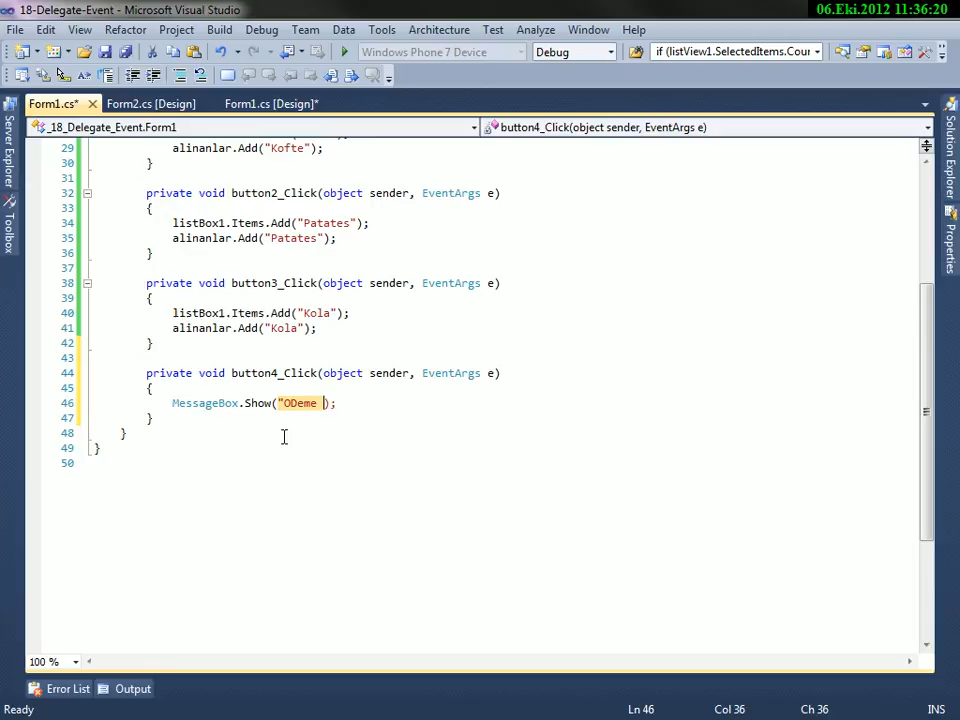 18-Delegate-Event - Microsoft Visual Studio
06.Eki.2012 11:36:20
File Edit View Refactor Project Build Debug Team Data Tools Architecture Test Analyze Window Help
Windows Phone 7 Device Debug if (listView1.SelectedItems.Cour
Form1.cs* Form2.cs [Design] Form1.cs [Design]*
_18_Delegate_Event.Form1 button4_Click(object sender, EventArgs e)
29 alinanlar.Add("Kofte");
30 }
31
32 private void button2_Click(object sender, EventArgs e)
33 {
34 listBox1.Items.Add("Patates");
35 alinanlar.Add("Patates");
36 }
37
38 private void button3_Click(object sender, EventArgs e)
39 {
40 listBox1.Items.Add("Kola");
41 alinanlar.Add("Kola");
42 }
43
44 private void button4_Click(object sender, EventArgs e)
45 {
46 MessageBox.Show("ODeme );
47 }
48 }
49 }
50
Server Explorer
Toolbox
Solution Explorer
Properties
100 %
Error List Output
Ready Ln 46 Col 36 Ch 36 INS